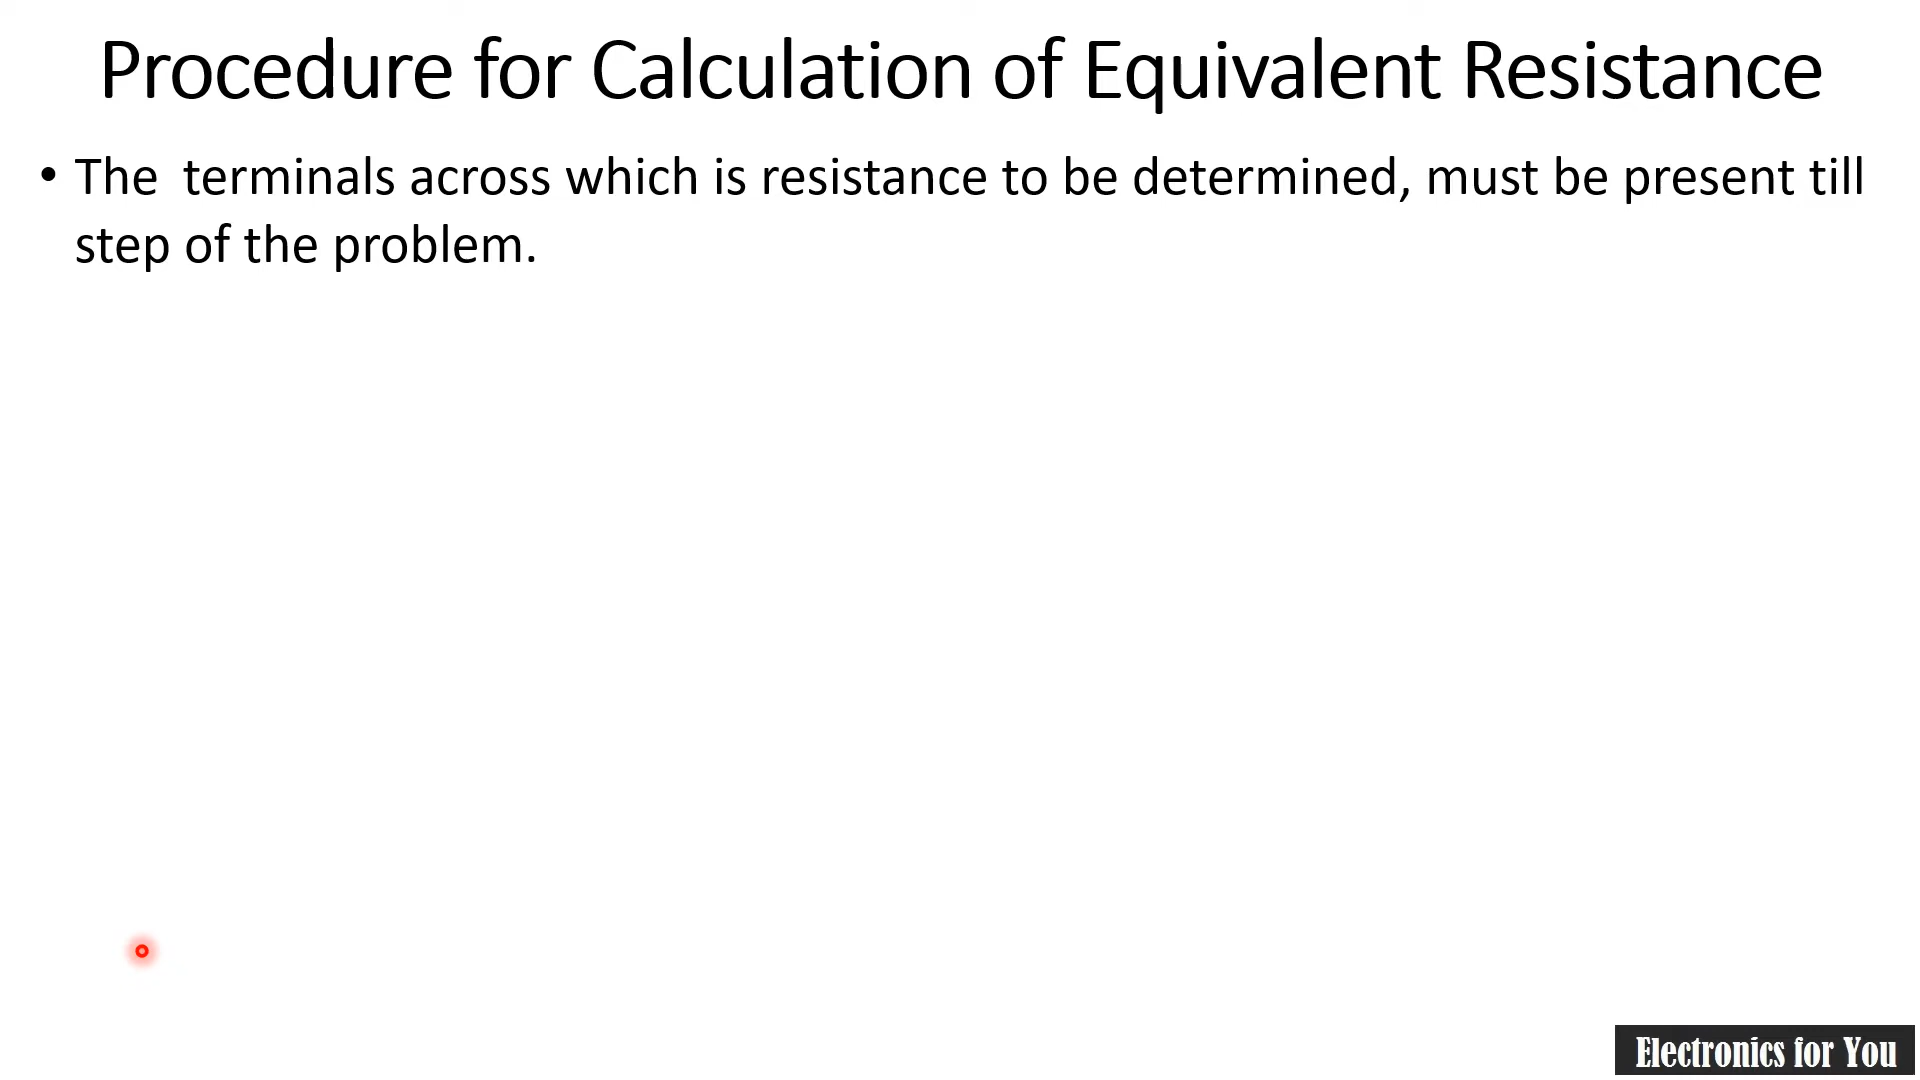 Procedure for Calculation of Equivalent Resistance
• The terminals across which is resistance to be determined, must be present till
step of the problem.
Electronics for You